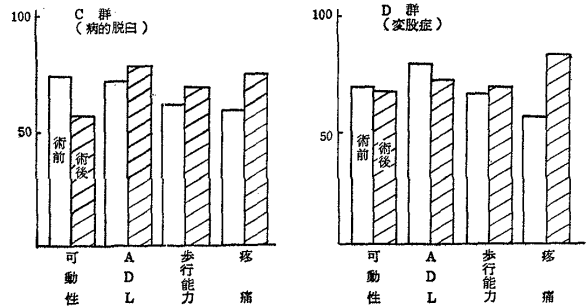 C 群
（病的脱臼）
100
50
術前
術後
可動性
ADL
歩行能力
疼痛
D 群
（変股症）
100
50
術前
術後
可動性
ADL
歩行能力
疼痛